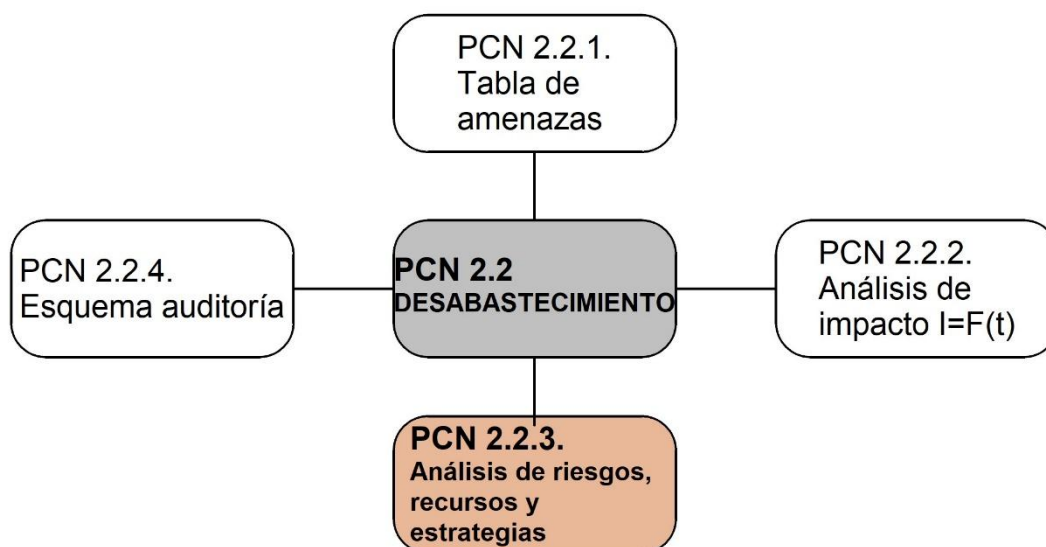 PCN 2.2.1.
Tabla de
amenazas
PCN 2.2.4.
Esquema auditoría
PCN 2.2
DESABASTECIMIENTO
PCN 2.2.2.
Análisis de
impacto I=F(t)
PCN 2.2.3.
Análisis de riesgos,
recursos y
estrategias